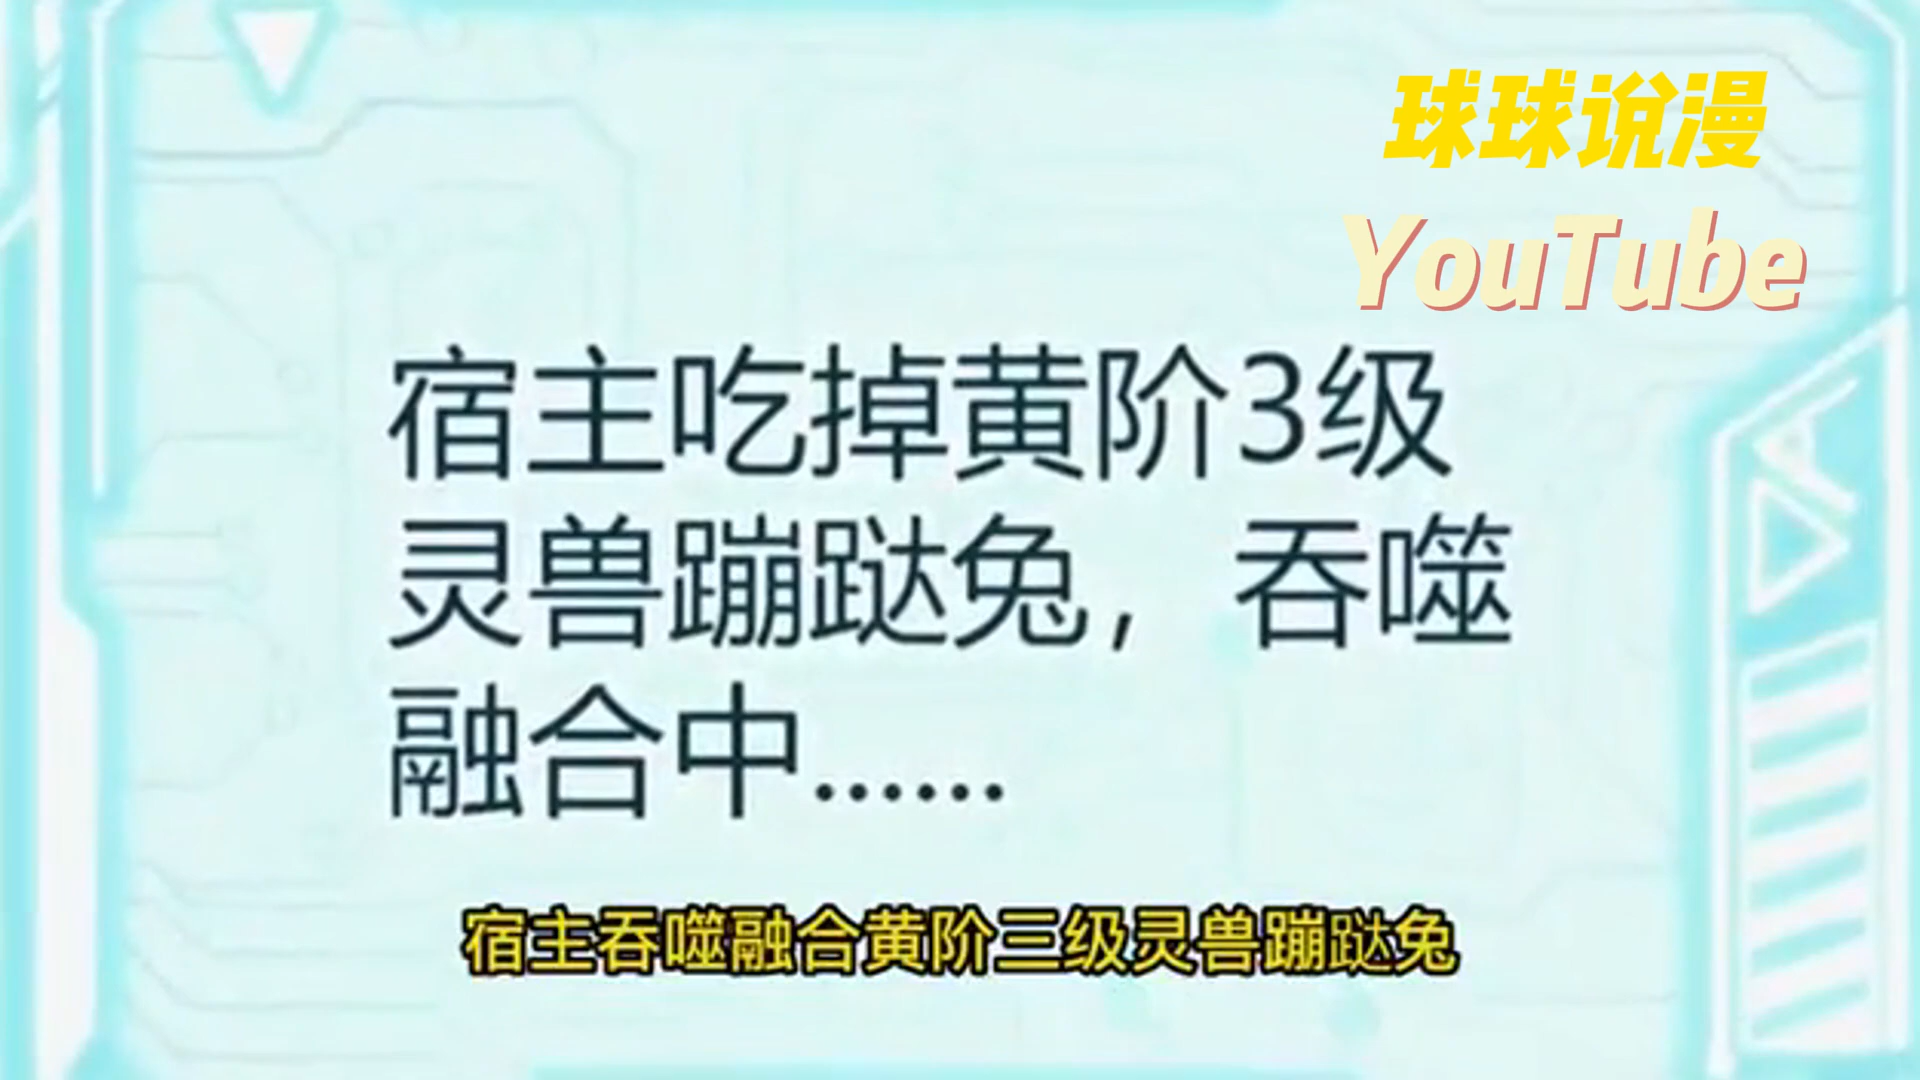 球球说漫
YouTube
宿主吃掉黄阶3级
灵兽蹦跶兔，吞噬
融合中......
宿主吞噬融合黄阶三级灵兽蹦跶兔